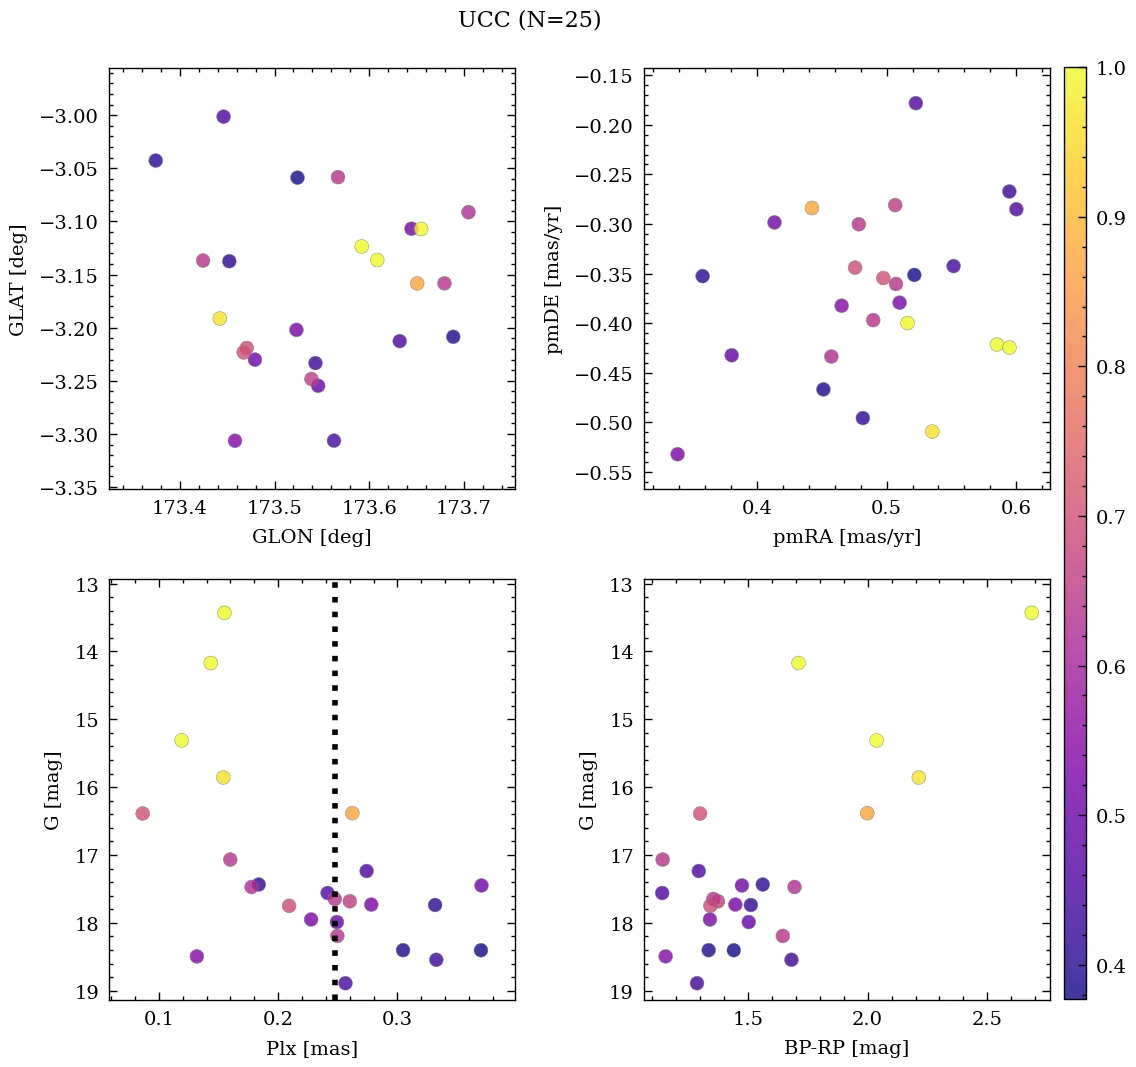 UCC (N=25)
−3.00
−3.05
−3.10
−3.15
−3.20
−3.25
−3.30
−3.35
GLAT [deg]
173.4 173.5 173.6 173.7
GLON [deg]
−0.15
−0.20
−0.25
−0.30
−0.35
−0.40
−0.45
−0.50
−0.55
pmDE [mas/yr]
0.4 0.5 0.6
pmRA [mas/yr]
1.0
0.9
0.8
0.7
0.6
0.5
0.4
13
14
15
16
17
18
19
G [mag]
0.1 0.2 0.3
Plx [mas]
13
14
15
16
17
18
19
G [mag]
1.5 2.0 2.5
BP-RP [mag]